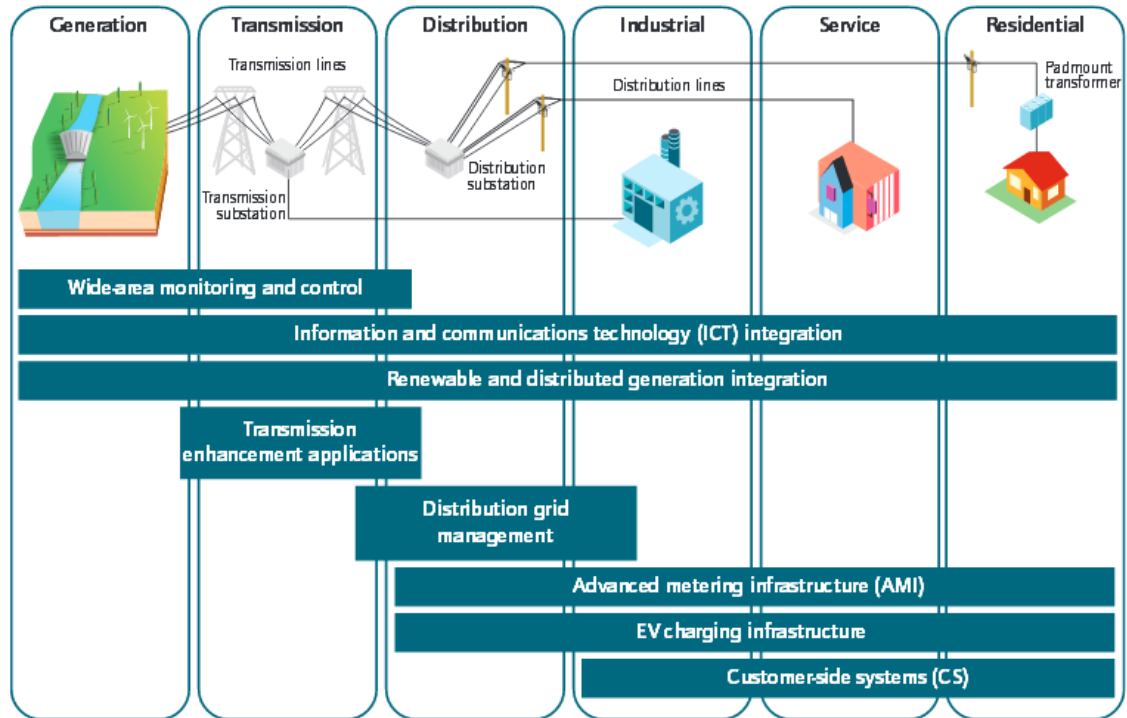 Generation
Transmission
Distribution
Industrial
Service
Residential
Transmission lines
Padmount
transformer
Distribution lines
Distribution
substation
Transmission
substation
Wide-area monitoring and control
Information and communications technology (ICT) integration
Renewable and distributed generation integration
Transmission
enhancement applications
Distribution grid
management
Advanced metering infrastructure (AMI)
EV charging infrastructure
Customer-side systems (CS)